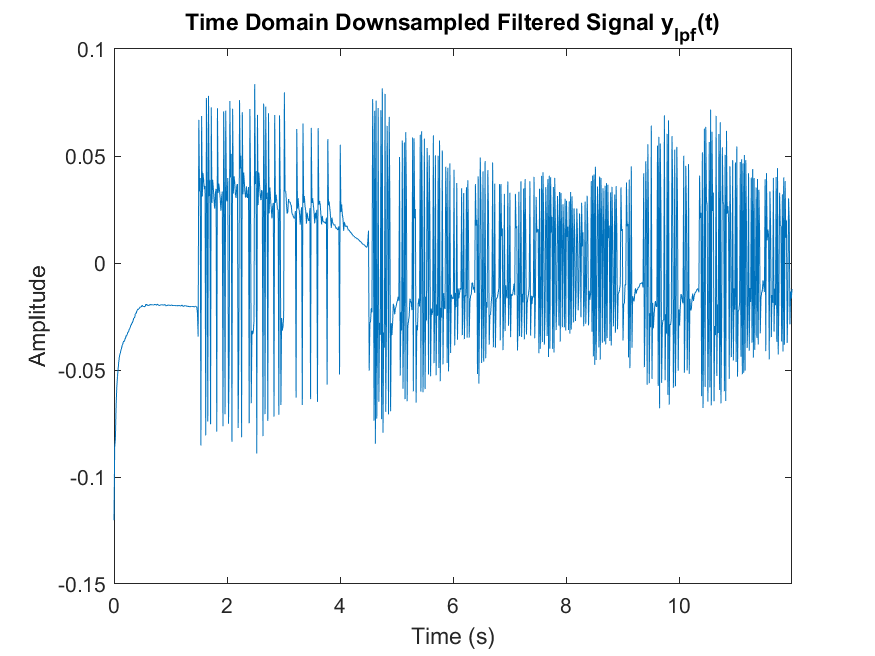 Time Domain Downsampled Filtered Signal y_lpf(t)
0.1
0.05
0
-0.05
-0.1
-0.15
Amplitude
0 2 4 6 8 10
Time (s)